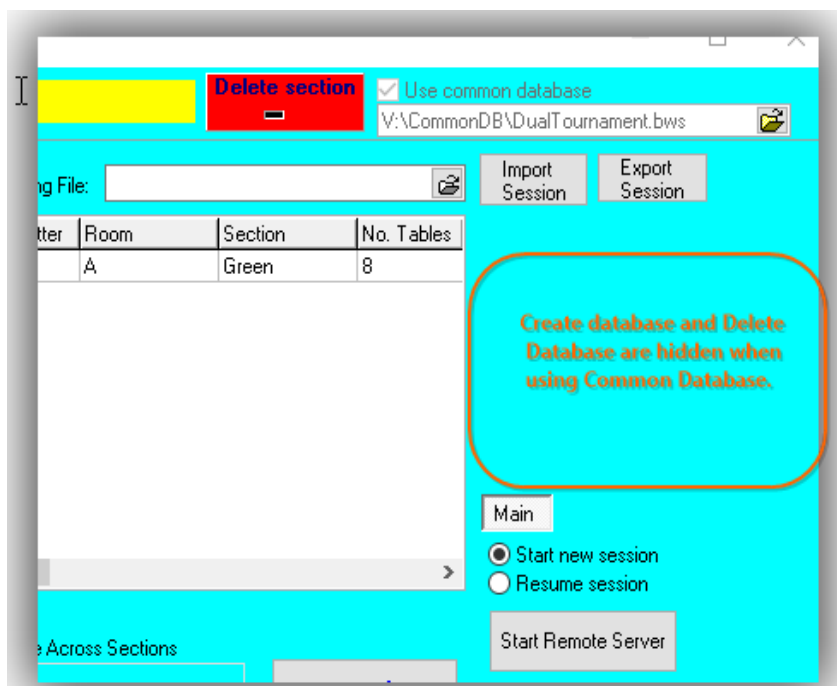 Delete section
Use common database
V:\CommonDB\DualTournament.bws
ng File:
Import
Session
Export
Session
tter Room Section No. Tables
A Green 8
Create database and Delete
Database are hidden when
using Common Database.
Main
Start new session
Resume session
Across Sections
Start Remote Server